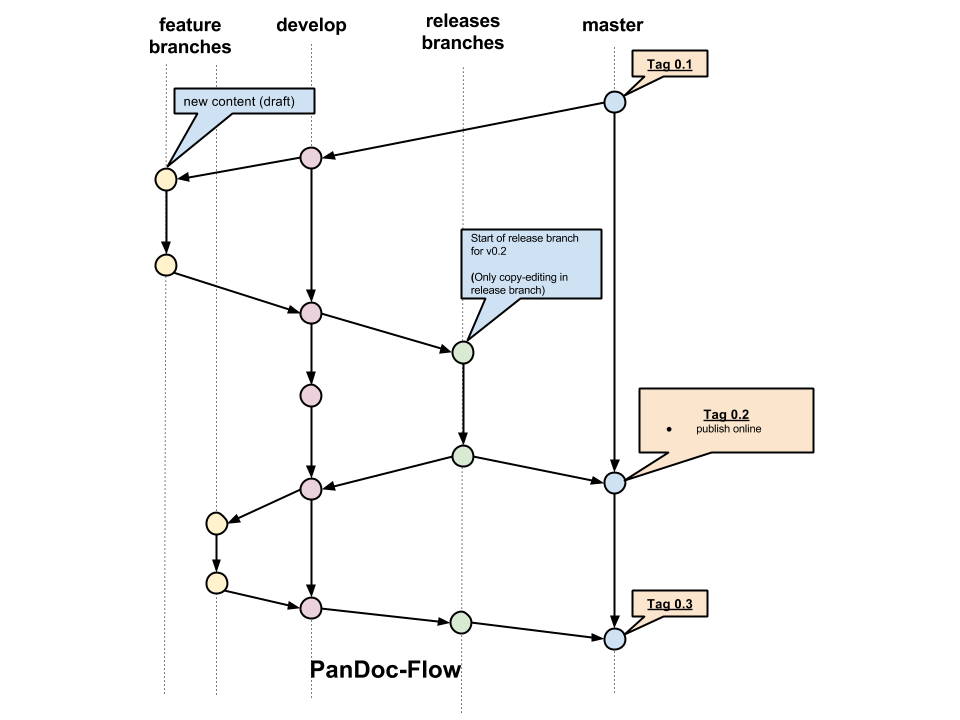 feature
branches
develop
releases
branches
master
Tag 0.1
new content (draft)
Start of release branch
for v0.2
(Only copy-editing in
release branch)
Tag 0.2
● publish online
Tag 0.3
PanDoc-Flow